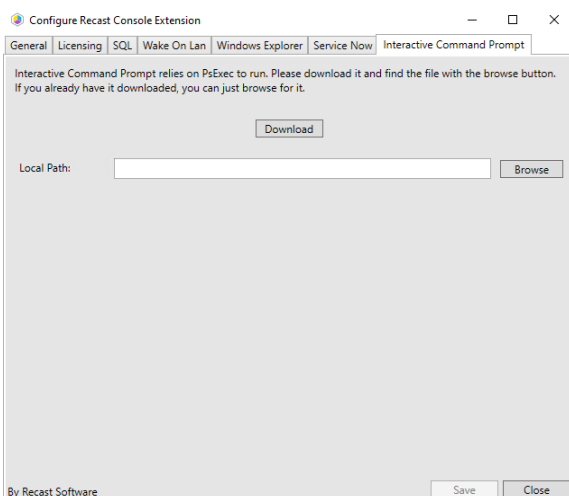 Configure Recast Console Extension
General Licensing SQL Wake On Lan Windows Explorer Service Now Interactive Command Prompt
Interactive Command Prompt relies on PsExec to run. Please download it and find the file with the browse button.
If you already have it downloaded, you can just browse for it.
Download
Local Path: Browse
By Recast Software Save Close